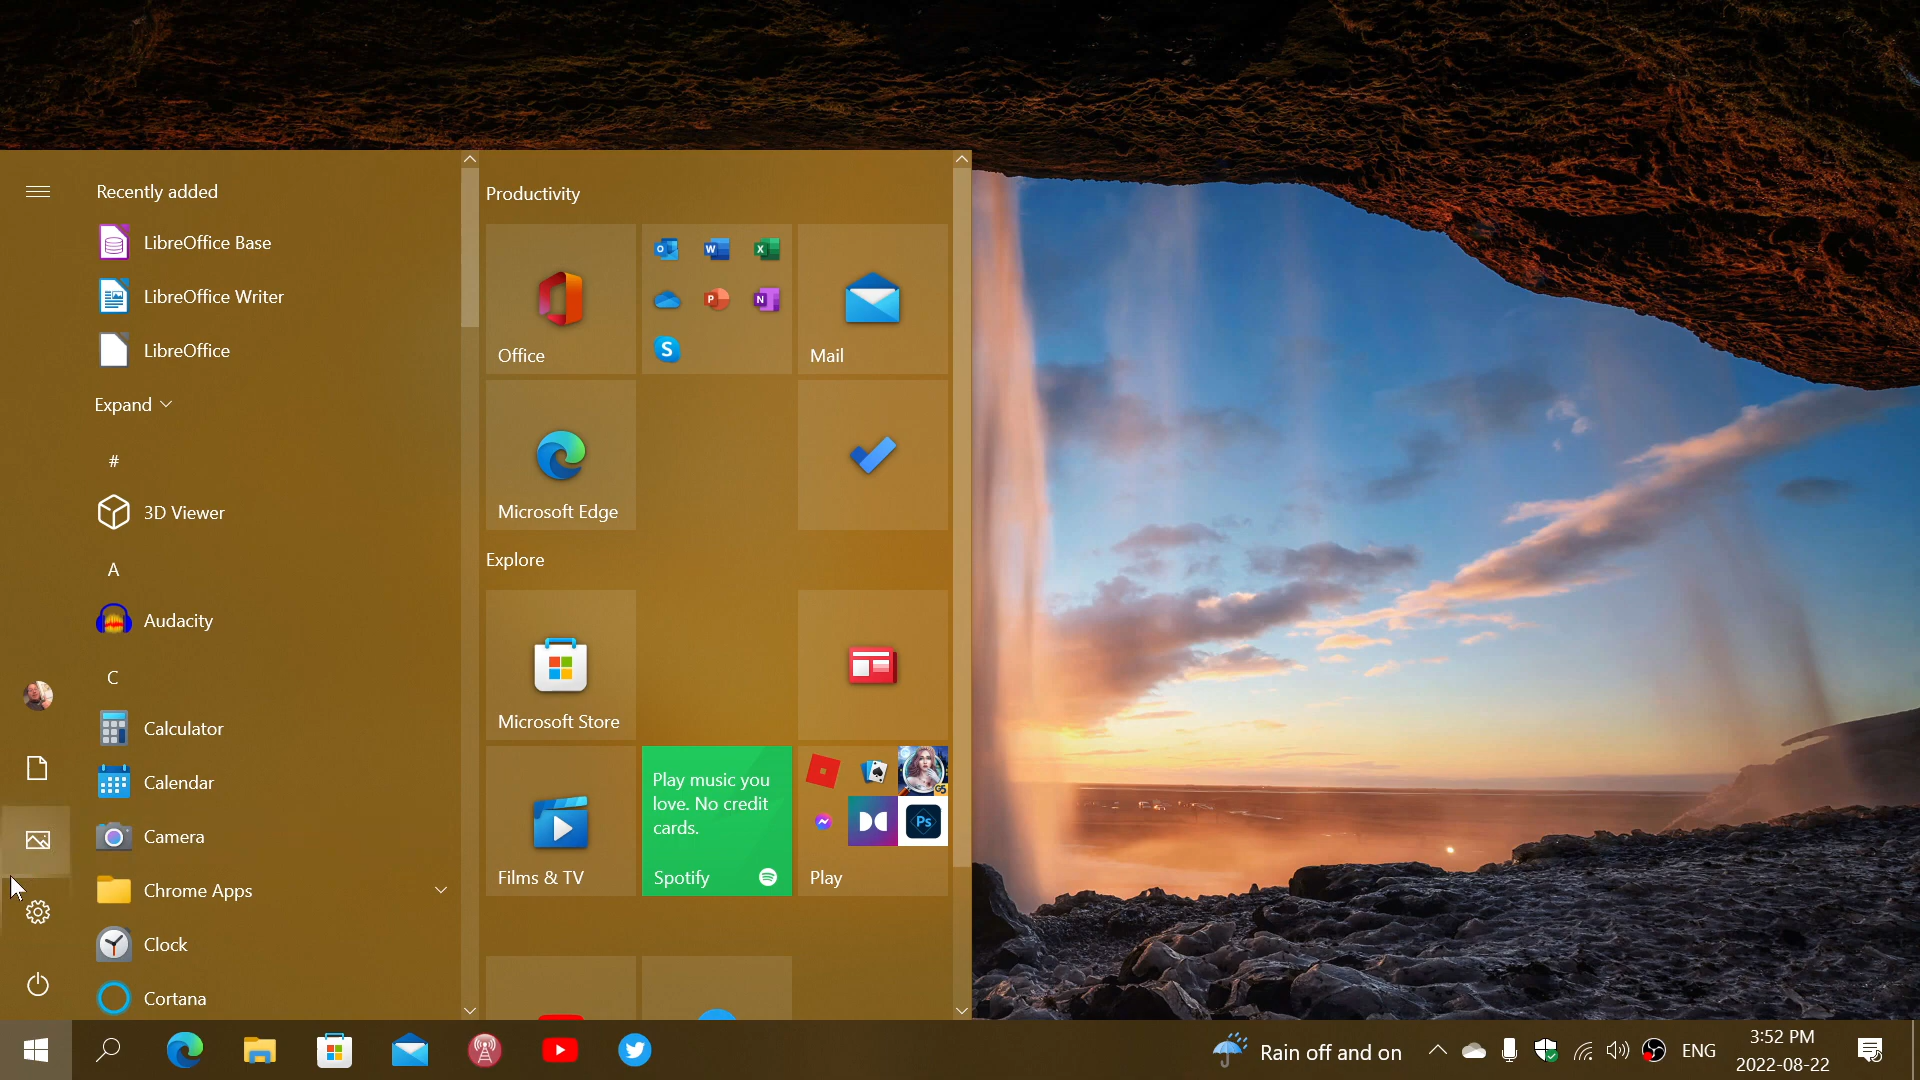 Recently added
LibreOffice Base
LibreOffice Writer
LibreOffice
Expand
#
3D Viewer
A
Audacity
C
Calculator
Calendar
Camera
Chrome Apps
Clock
Cortana
Productivity
Office
Mail
Microsoft Edge
Explore
Microsoft Store
Films & TV
Play music you
love. No credit
cards.
Spotify
Play
Ps
G5
Rain off and on
ENG
3:52 PM
2022-08-22